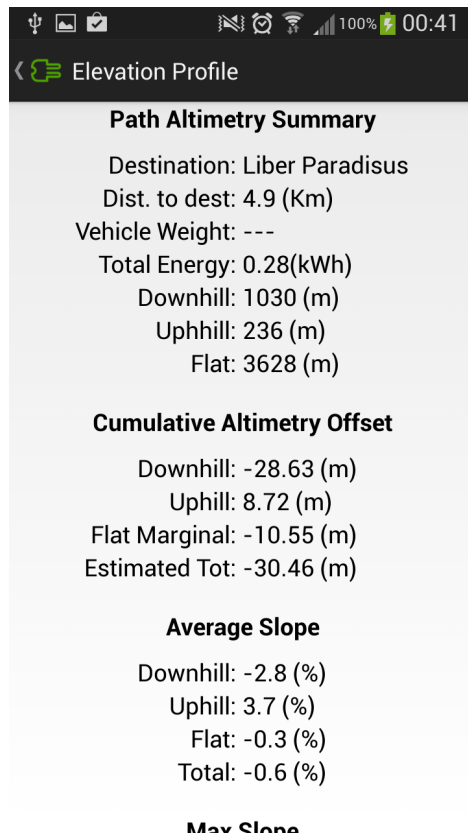 100% 00:41
Elevation Profile
Path Altimetry Summary
Destination: Liber Paradisus
Dist. to dest: 4.9 (Km)
Vehicle Weight: ---
Total Energy: 0.28(kWh)
Downhill: 1030 (m)
Uphhill: 236 (m)
Flat: 3628 (m)
Cumulative Altimetry Offset
Downhill: -28.63 (m)
Uphill: 8.72 (m)
Flat Marginal: -10.55 (m)
Estimated Tot: -30.46 (m)
Average Slope
Downhill: -2.8 (%)
Uphill: 3.7 (%)
Flat: -0.3 (%)
Total: -0.6 (%)
Max Slope